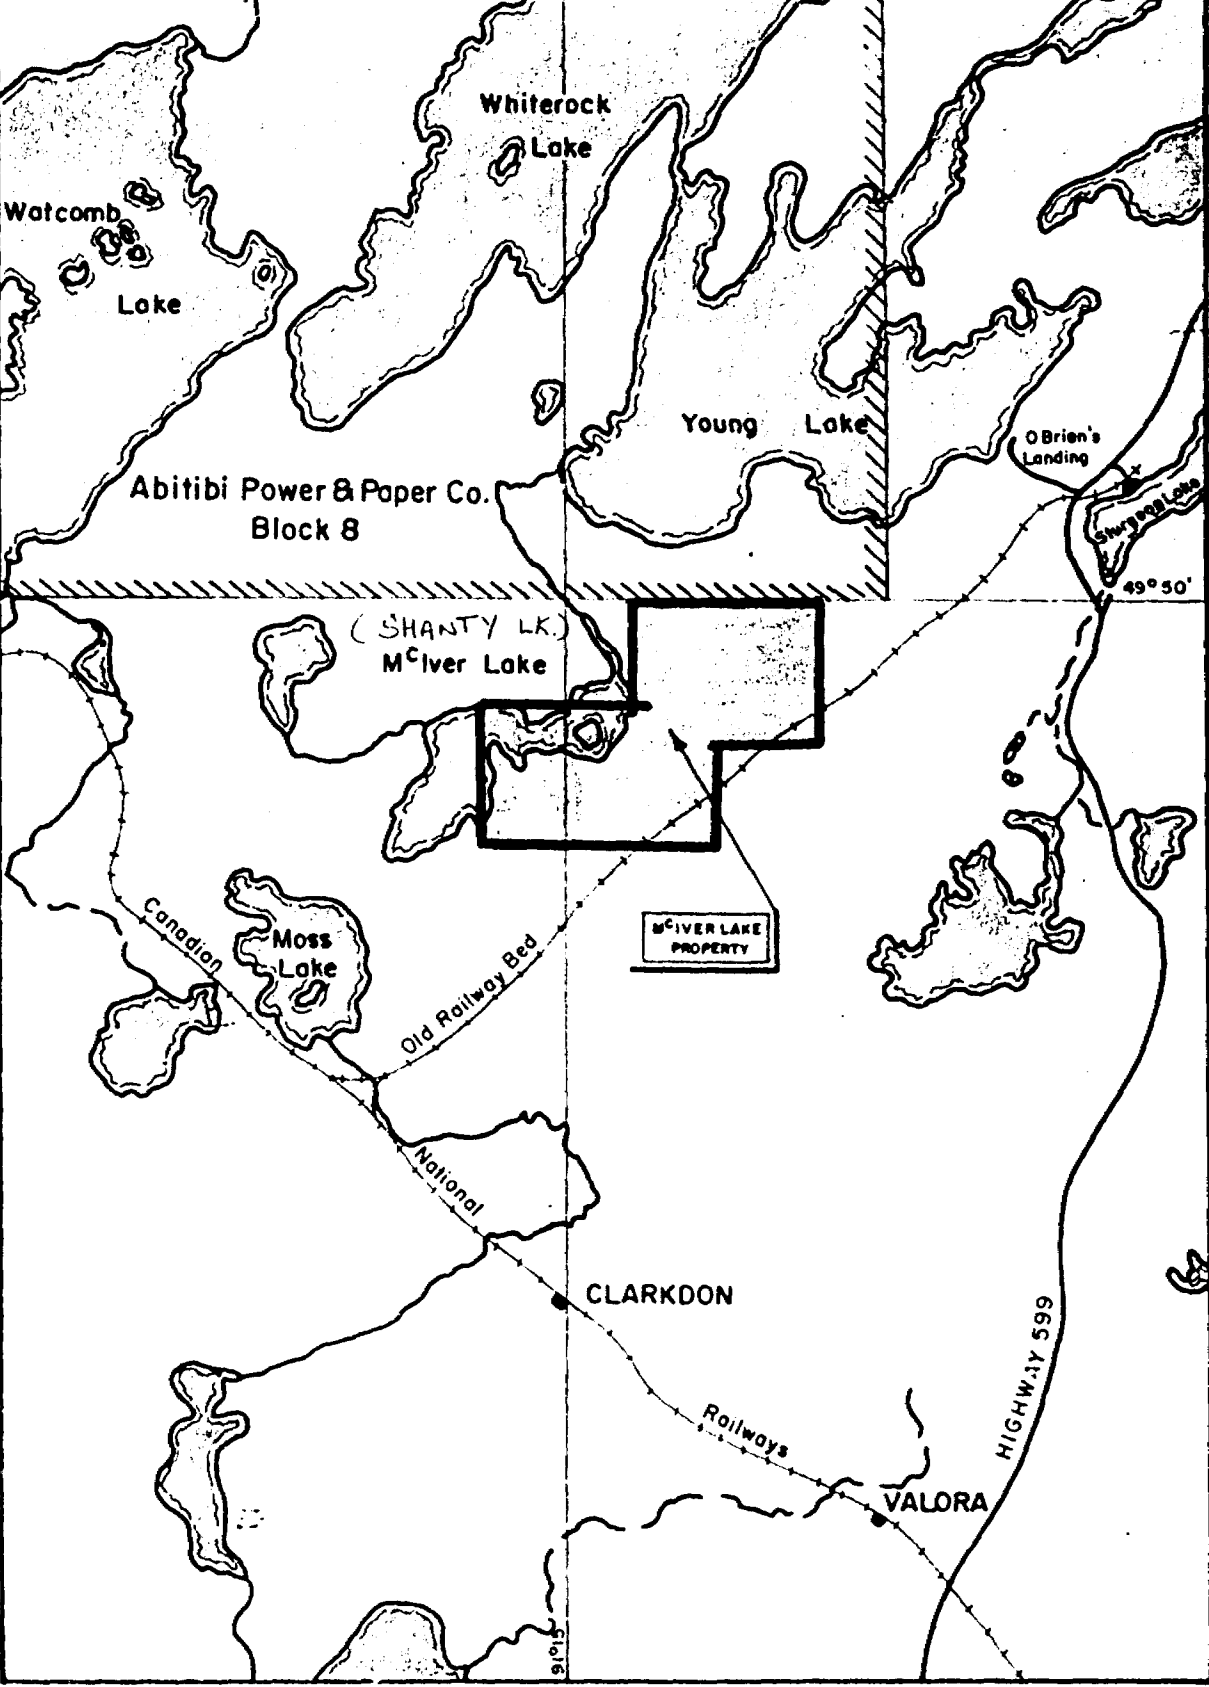 Whiterock
Lake
Watcomb
Lake
Young Lake
O'Brien's
Landing
Abitibi Power & Paper Co.
Block 8
Sturgeon Lake
49° 50'
(SHANTY LK.)
McIver Lake
McIVER LAKE
PROPERTY
Canadian
Moss
Lake
Old Railway Bed
National
CLARKDON
HIGHWAY 599
Railways
VALORA
91°15'